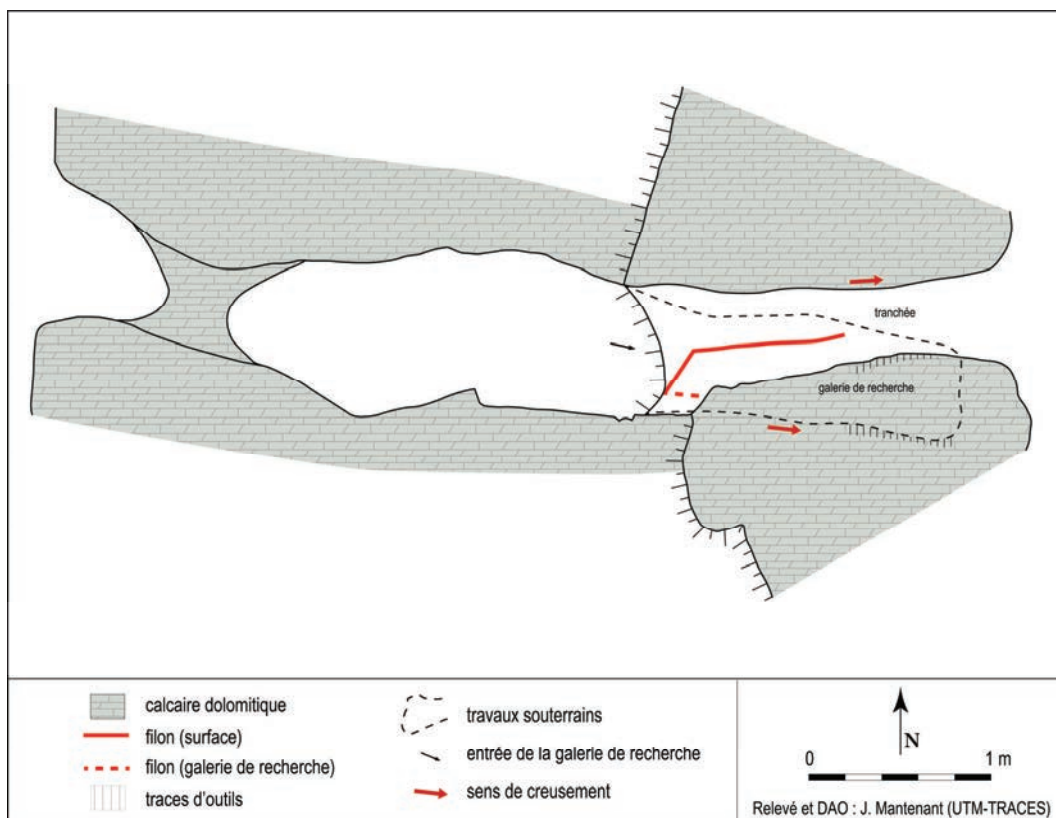 tranchée
galerie de recherche
calcaire dolomitique
filon (surface)
filon (galerie de recherche)
traces d'outils
travaux souterrains
entrée de la galerie de recherche
sens de creusement
N
0 1 m
Relevé et DAO : J. Mantenant (UTM-TRACES)